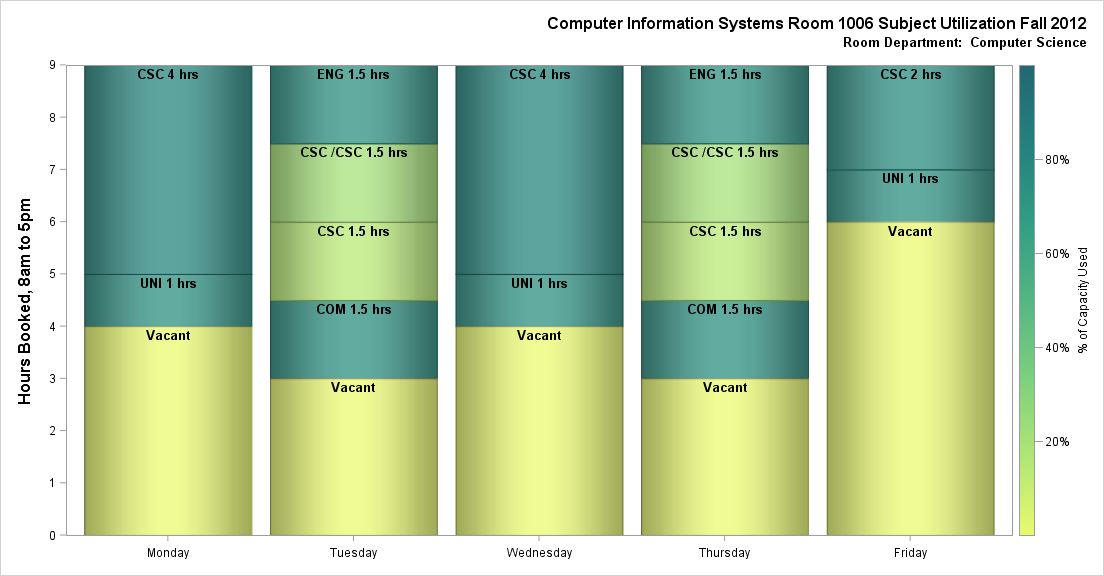 Computer Information Systems Room 1006 Subject Utilization Fall 2012
Room Department:  Computer Science
Hours Booked, 8am to 5pm
9
8
7
6
5
4
3
2
1
0
CSC 4 hrs
UNI 1 hrs
Vacant
ENG 1.5 hrs
CSC /CSC 1.5 hrs
CSC 1.5 hrs
COM 1.5 hrs
Vacant
CSC 4 hrs
UNI 1 hrs
Vacant
ENG 1.5 hrs
CSC /CSC 1.5 hrs
CSC 1.5 hrs
COM 1.5 hrs
Vacant
CSC 2 hrs
UNI 1 hrs
Vacant
Monday
Tuesday
Wednesday
Thursday
Friday
80%
60%
40%
20%
% of Capacity Used